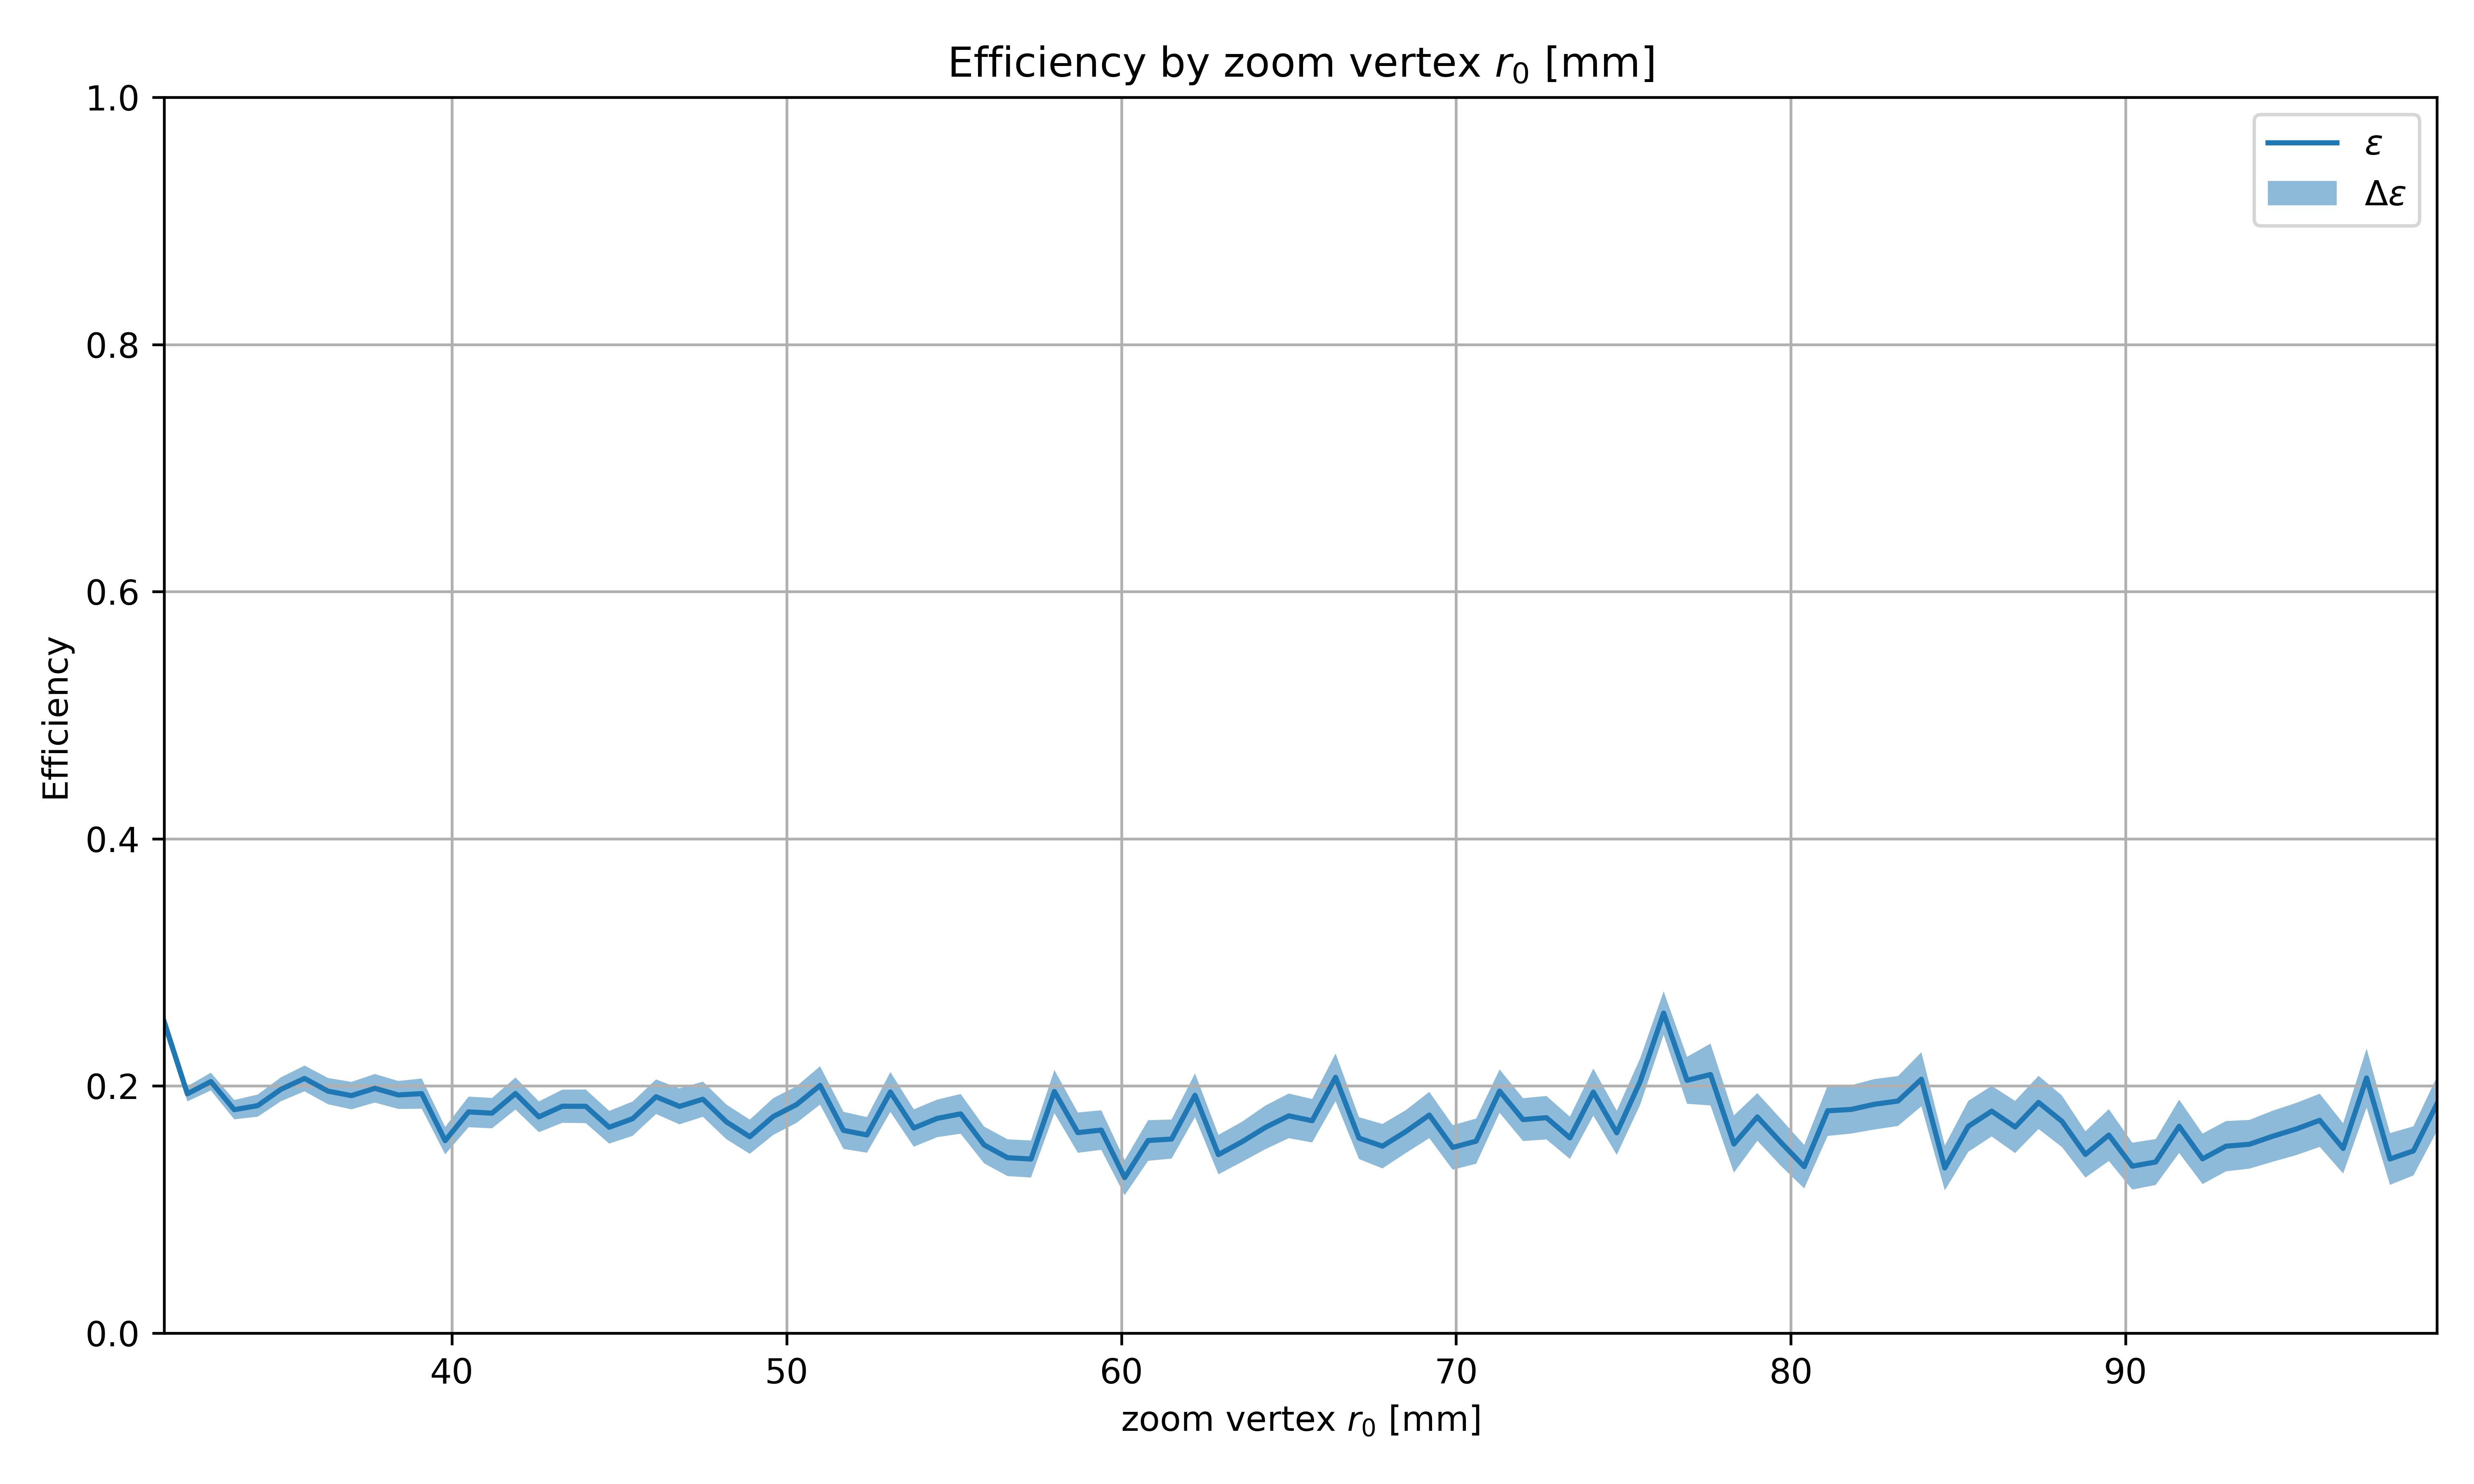 Efficiency by zoom vertex r₀ [mm]
1.0
0.8
0.6
0.4
0.2
0.0
Efficiency
ε
Δε
40 50 60 70 80 90
zoom vertex r₀ [mm]